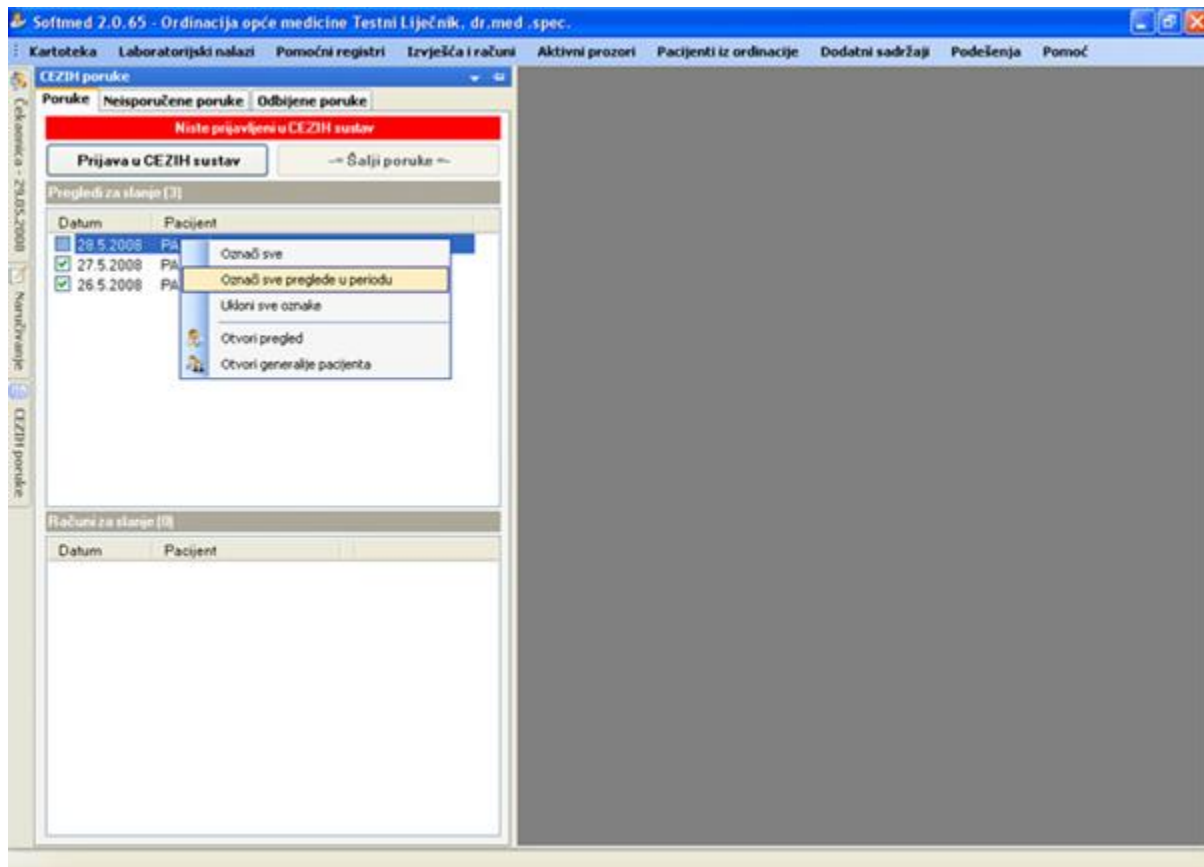 Softmed 2.0.65 - Ordinacija opće medicine Testni Liječnik, dr.med .spec.
Kartoteka Laboratorijski nalazi Pomoćni registri Izvješća i računi Aktivni prozori Pacijenti iz ordinacije Dodatni sadržaji Podešenja Pomoć
CEZIH poruke
Poruke Neisporučene poruke Odbijene poruke
Niste prijavljeni u CEZIH sustav
Prijava u CEZIH sustav -= Šalji poruke =-
Pregledi za slanje (3)
Datum Pacijent
28.5.2008 PA
27.5.2008 PA
26.5.2008 PA
Označi sve
Označi sve preglede u periodu
Ukloni sve oznake
Otvori pregled
Otvori generalije pacijenta
Računi za slanje (0)
Datum Pacijent
Čekaonica - 29.05.2008
Naručivanje
CEZIH poruke